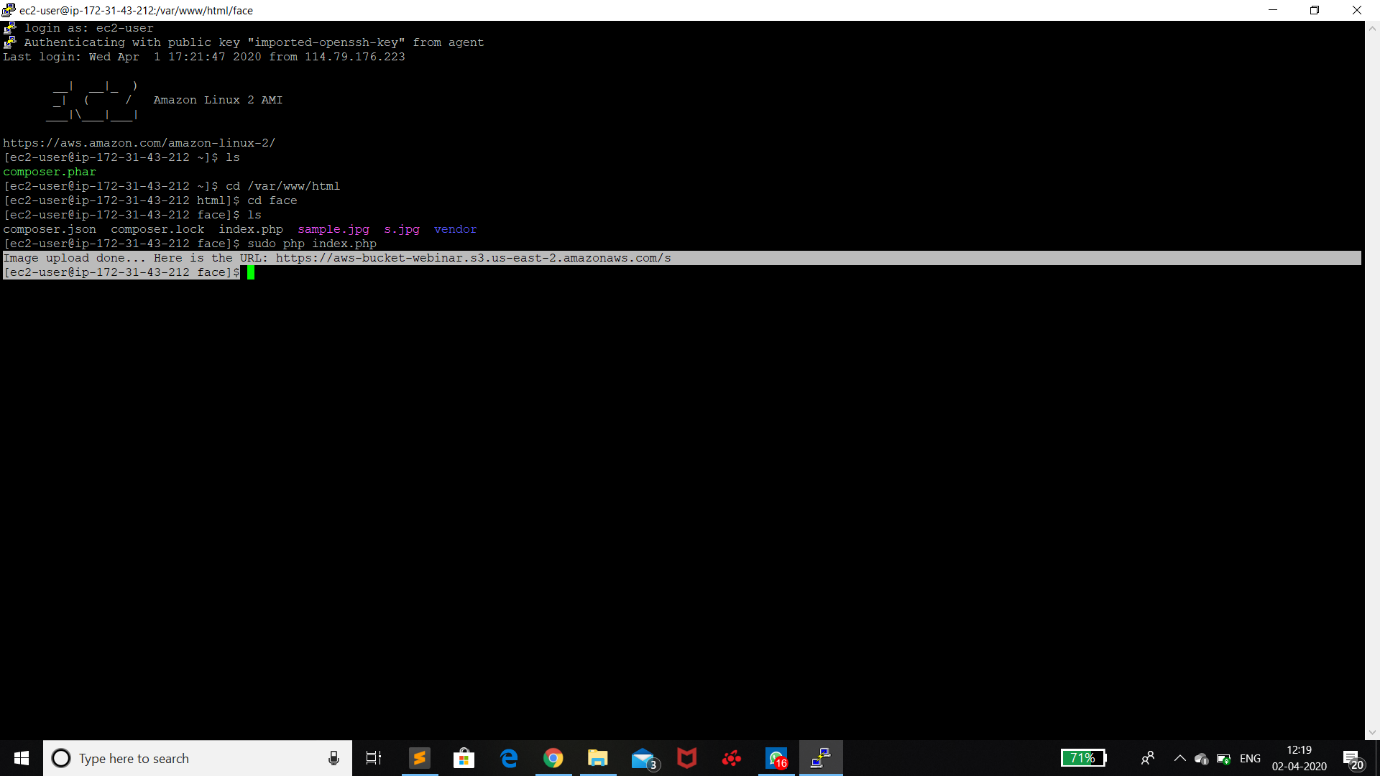 ec2-user@ip-172-31-43-212:/var/www/html/face
login as: ec2-user
Authenticating with public key "imported-openssh-key" from agent
Last login: Wed Apr  1 17:21:47 2020 from 114.79.176.223
       __|  __|_  )
       _|  (     /   Amazon Linux 2 AMI
      ___|\___|___|
https://aws.amazon.com/amazon-linux-2/
[ec2-user@ip-172-31-43-212 ~]$ ls
composer.phar
[ec2-user@ip-172-31-43-212 ~]$ cd /var/www/html
[ec2-user@ip-172-31-43-212 html]$ cd face
[ec2-user@ip-172-31-43-212 face]$ ls
composer.json  composer.lock  index.php  sample.jpg  s.jpg  vendor
[ec2-user@ip-172-31-43-212 face]$ sudo php index.php
Image upload done... Here is the URL: https://aws-bucket-webinar.s3.us-east-2.amazonaws.com/s
[ec2-user@ip-172-31-43-212 face]$
Type here to search
3
16
71%
ENG
12:19
02-04-2020
20